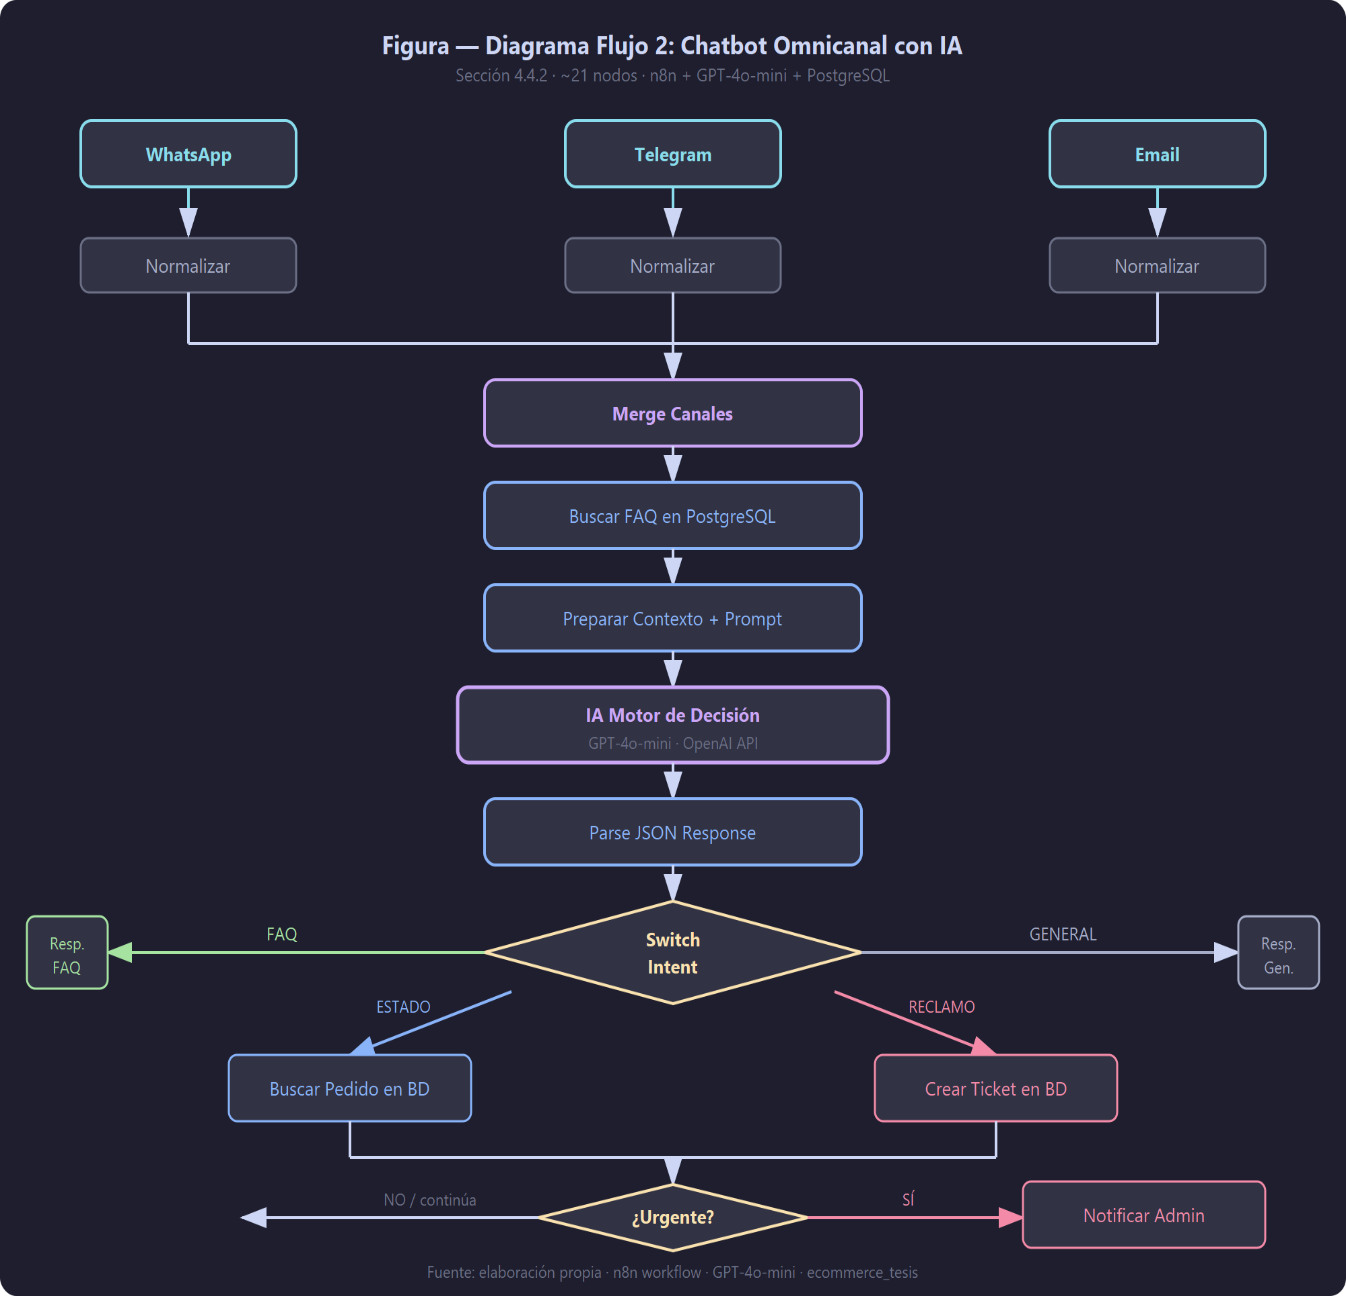 Figura — Diagrama Flujo 2: Chatbot Omnicanal con IA
Sección 4.4.2 · ~21 nodos · n8n + GPT-4o-mini + PostgreSQL
WhatsApp
Telegram
Email
Normalizar
Normalizar
Normalizar
Merge Canales
Buscar FAQ en PostgreSQL
Preparar Contexto + Prompt
IA Motor de Decisión
GPT-4o-mini · OpenAI API
Parse JSON Response
Switch
Intent
FAQ
GENERAL
Resp.
FAQ
Resp.
Gen.
ESTADO
RECLAMO
Buscar Pedido en BD
Crear Ticket en BD
NO / continúa
¿Urgente?
SÍ
Notificar Admin
Fuente: elaboración propia · n8n workflow · GPT-4o-mini · ecommerce_tesis